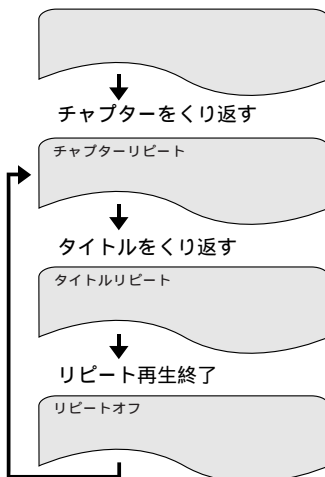 チャプターをくり返す
チャプターリピート
タイトルをくり返す
タイトルリピート
リピート再生終了
リピートオフ